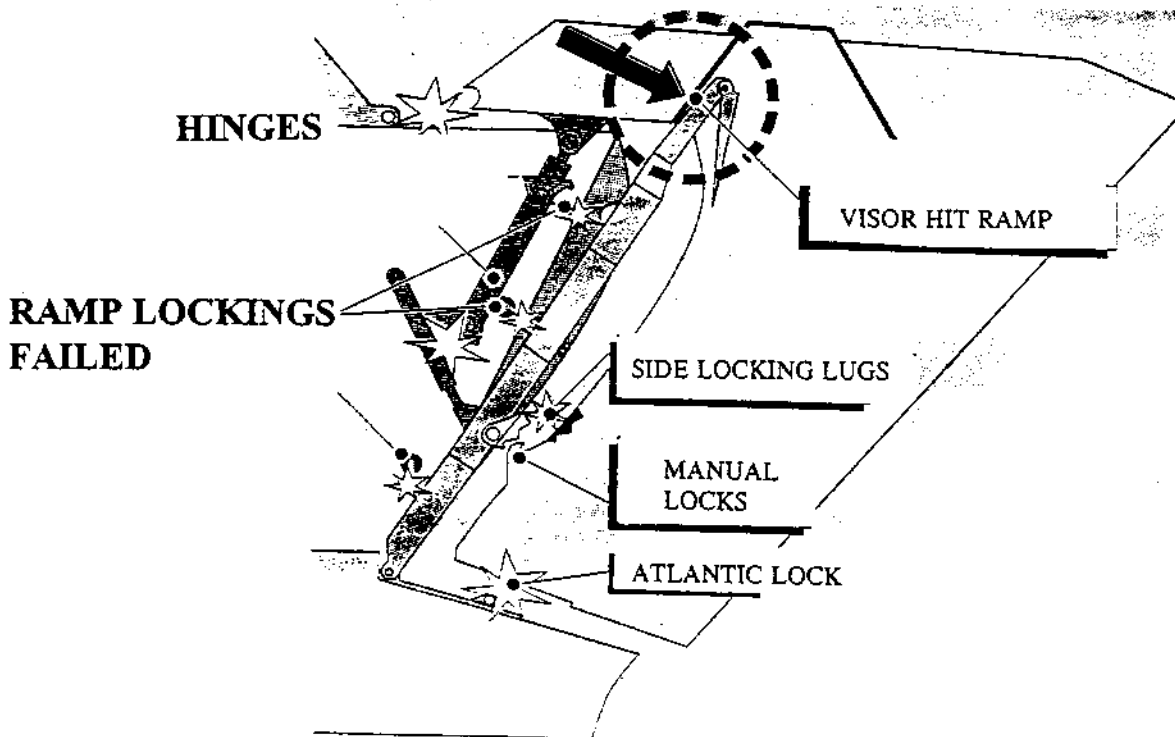 HINGES
VISOR HIT RAMP
RAMP LOCKINGS
FAILED
SIDE LOCKING LUGS
MANUAL
LOCKS
ATLANTIC LOCK